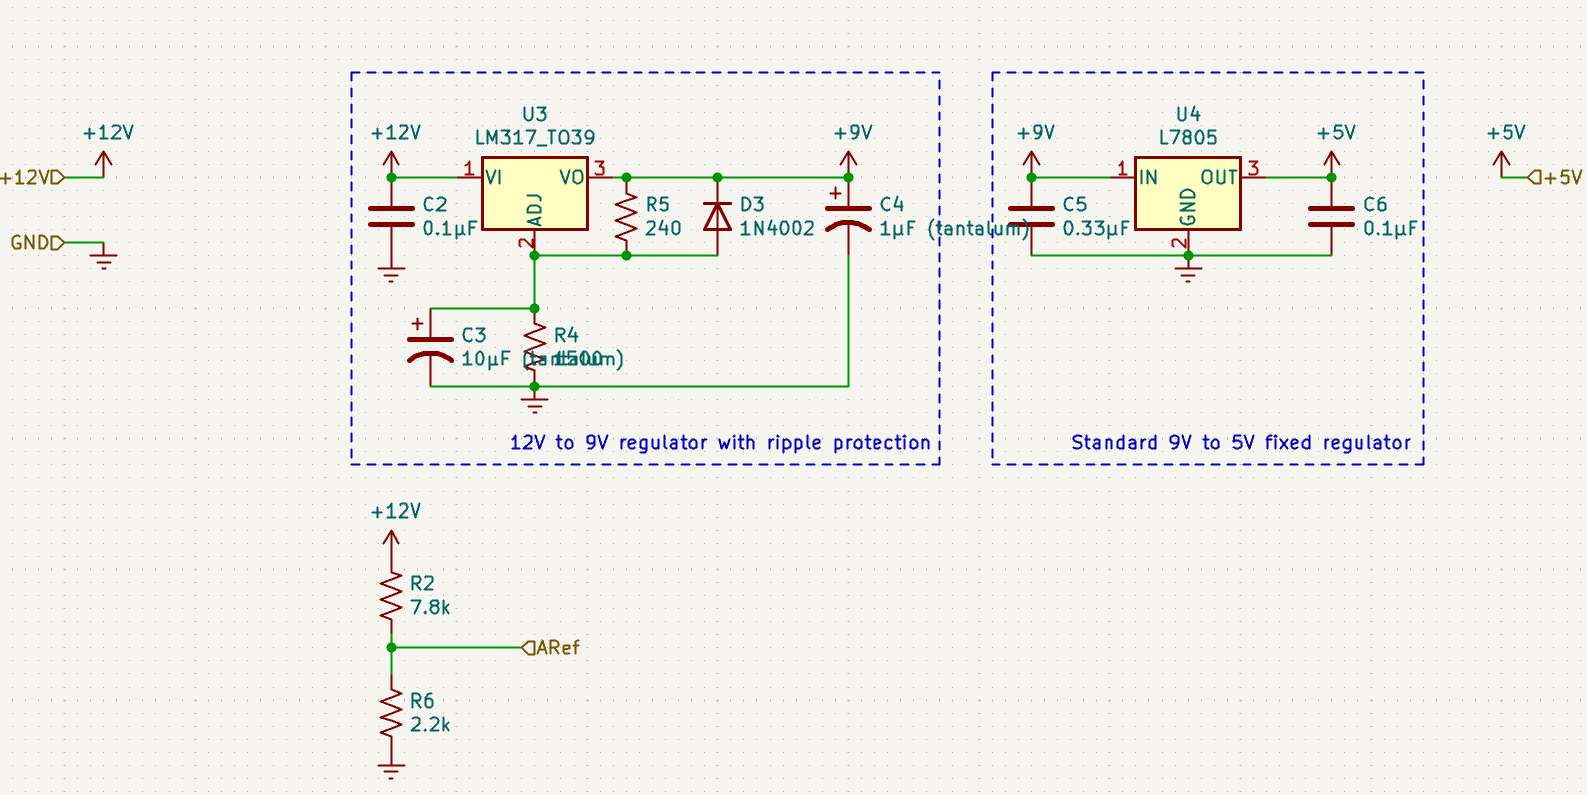 +12V
+12V
GND
+12V
U3
LM317_TO39
1
VI
VO
3
ADJ
2
C2
0.1µF
R5
240
D3
1N4002
+9V
C4
1µF (tantalum)
C3
10µF (tantalum)
R4
1500
12V to 9V regulator with ripple protection
+9V
U4
L7805
1
IN
OUT
3
GND
2
C5
0.33µF
+5V
C6
0.1µF
Standard 9V to 5V fixed regulator
+5V
+5V
+12V
R2
7.8k
ARef
R6
2.2k